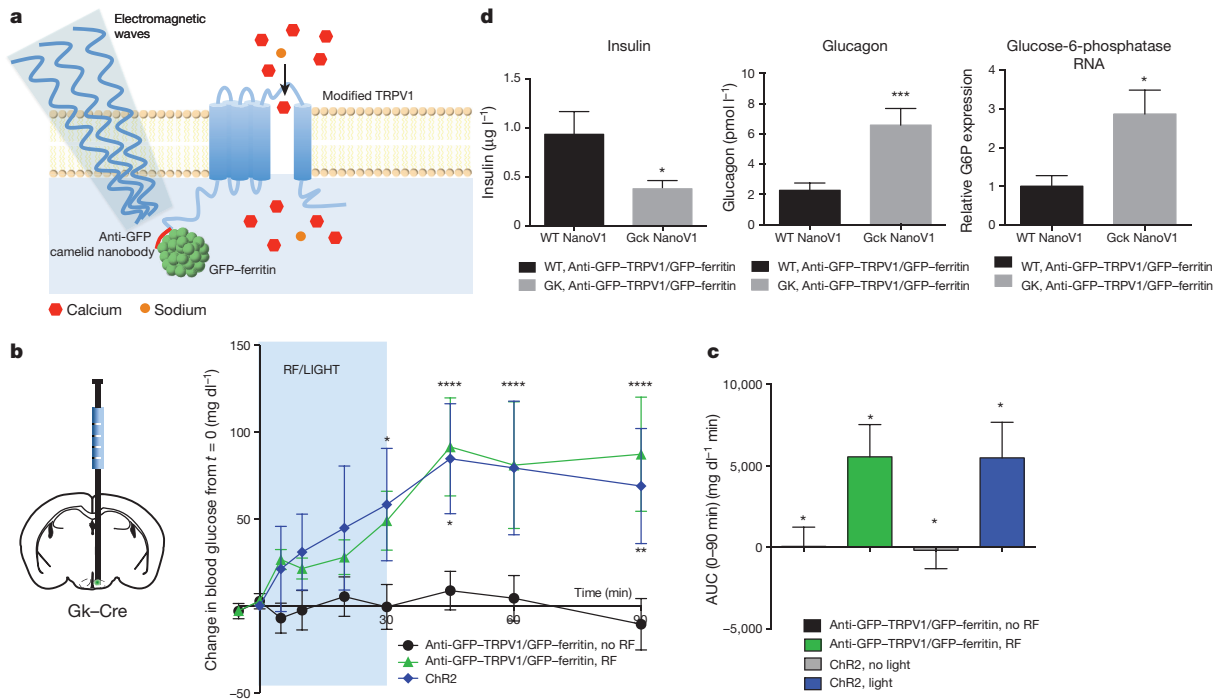 a
Electromagnetic
waves
Modified TRPV1
Anti-GFP
camelid nanobody
GFP–ferritin
Calcium
Sodium
d
Insulin
Insulin (µg l–1)
1.5
1.0
0.5
0
*
WT NanoV1 Gck NanoV1
WT, Anti-GFP–TRPV1/GFP–ferritin
GK, Anti-GFP–TRPV1/GFP–ferritin
Glucagon
Glucagon (pmol l–1)
10
8
6
4
2
0
***
WT NanoV1 Gck NanoV1
WT, Anti-GFP–TRPV1/GFP–ferritin
GK, Anti-GFP–TRPV1/GFP–ferritin
Glucose-6-phosphatase
RNA
Relative G6P expression
4
3
2
1
0
*
WT NanoV1 Gck NanoV1
WT, Anti-GFP–TRPV1/GFP–ferritin
GK, Anti-GFP–TRPV1/GFP–ferritin
b
Gk–Cre
Change in blood glucose from t = 0 (mg dl–1)
150
100
50
0
–50
RF/LIGHT
*
**** **** ****
*
**
Time (min)
30 60 90
Anti-GFP–TRPV1/GFP–ferritin, no RF
Anti-GFP–TRPV1/GFP–ferritin, RF
ChR2
c
AUC (0–90 min) (mg dl–1 min)
10,000
5,000
0
–5,000
* * * *
Anti-GFP–TRPV1/GFP–ferritin, no RF
Anti-GFP–TRPV1/GFP–ferritin, RF
ChR2, no light
ChR2, light